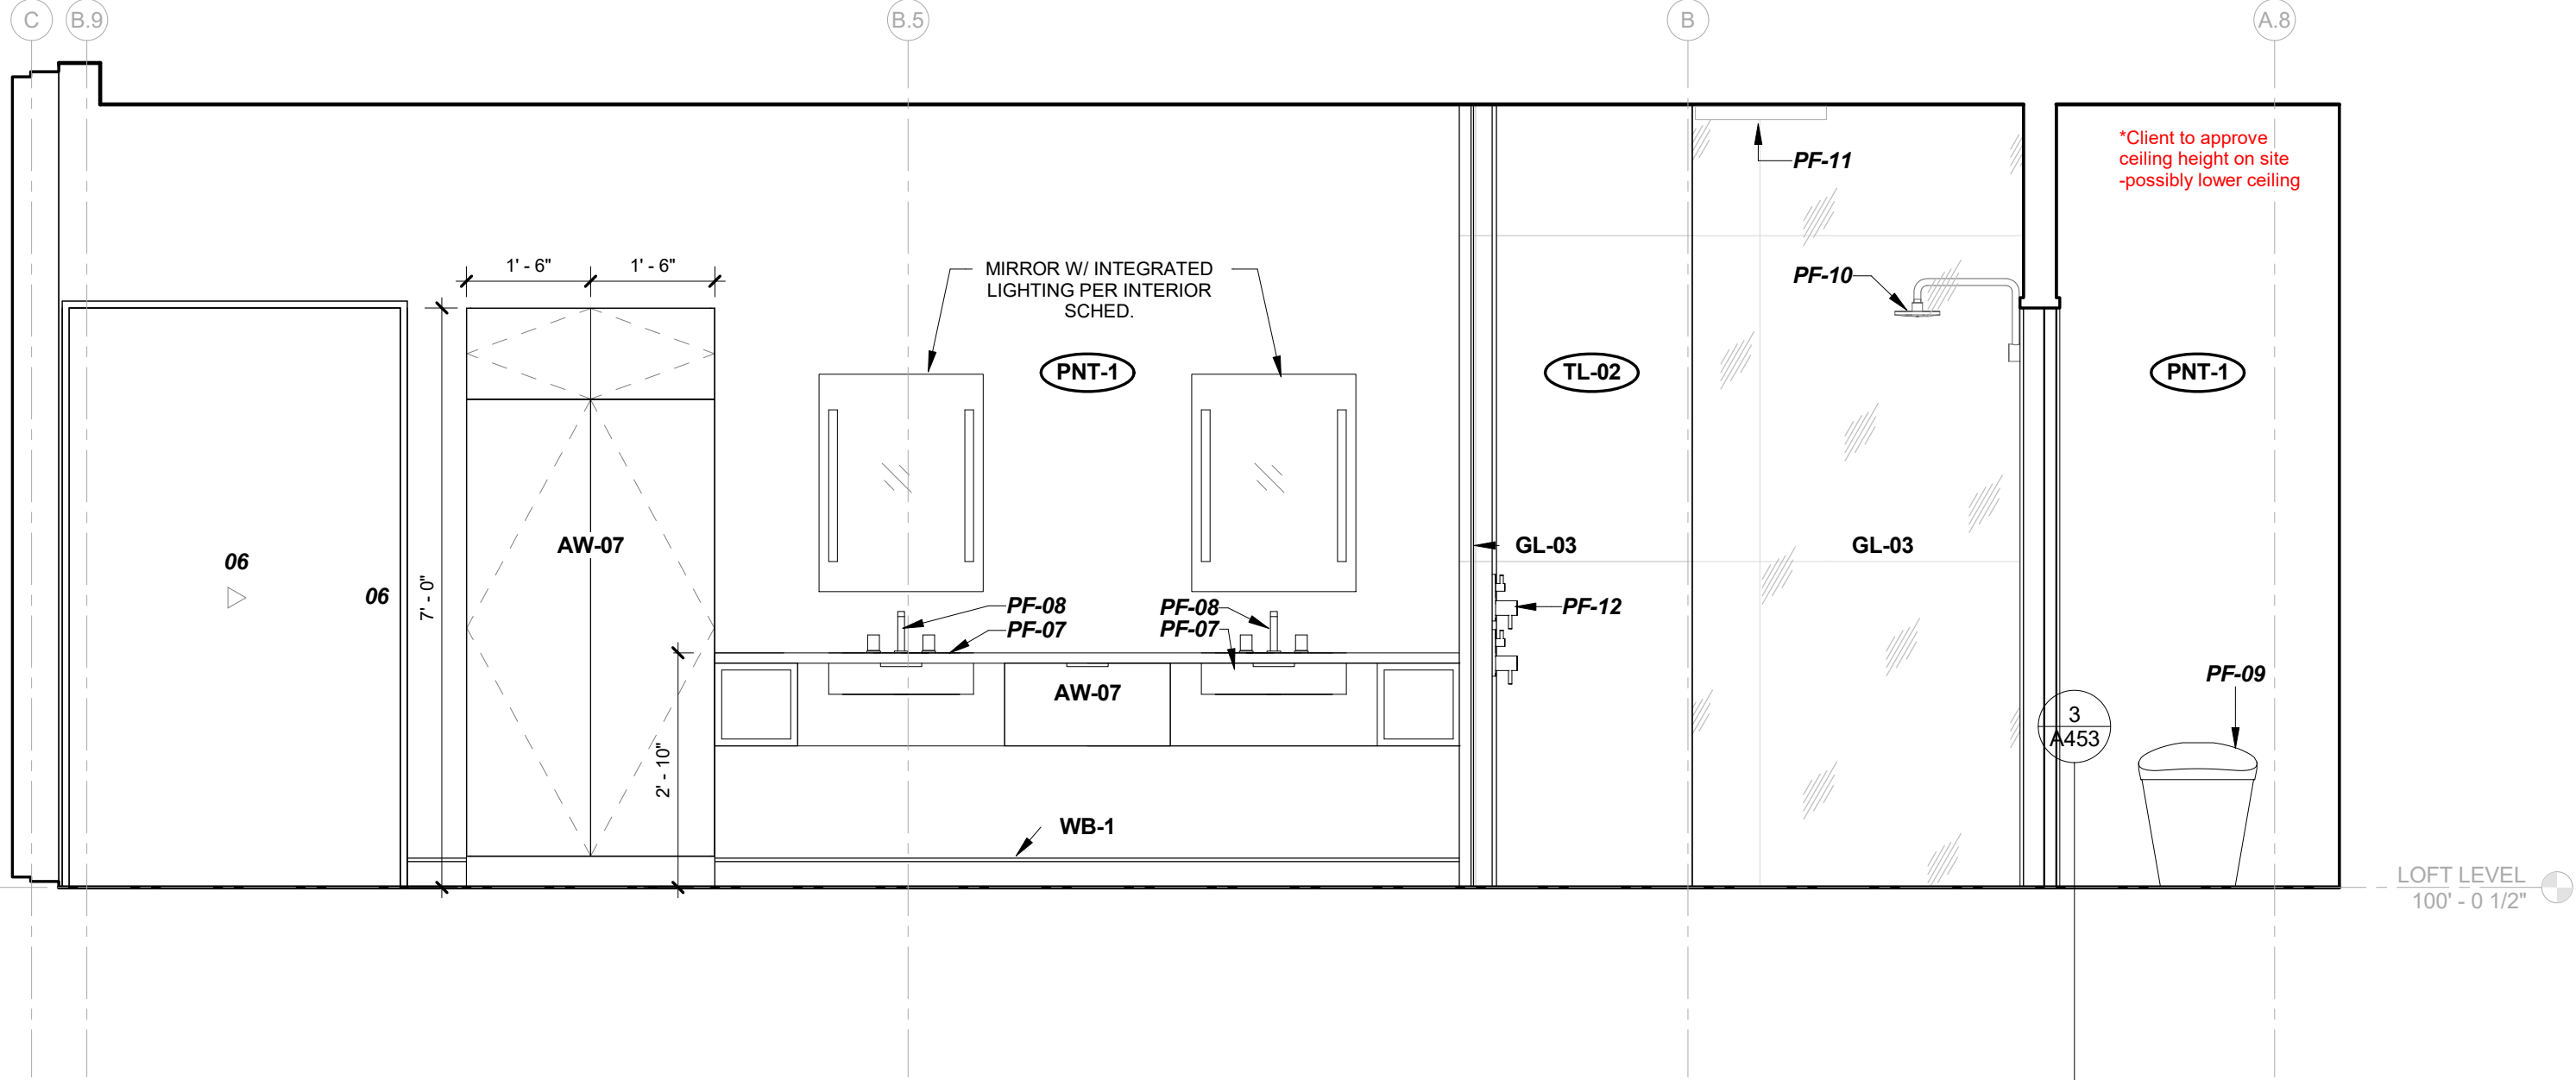 C
B.9
B.5
B
A.8
*Client to approve
ceiling height on site
-possibly lower ceiling
PF-11
1' - 6"
1' - 6"
MIRROR W/ INTEGRATED
LIGHTING PER INTERIOR
SCHED.
PF-10
PNT-1
TL-02
PNT-1
AW-07
GL-03
GL-03
06
06
7' - 0"
PF-08
PF-07
PF-08
PF-07
PF-12
AW-07
PF-09
3
A453
2' - 10"
WB-1
LOFT LEVEL
100' - 0 1/2"